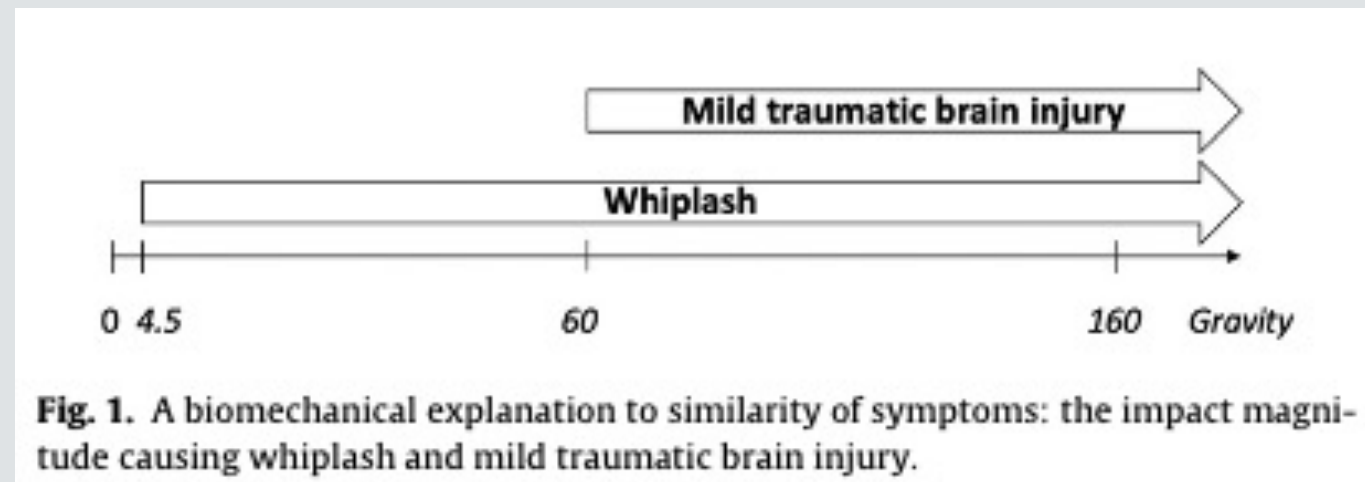 Mild traumatic brain injury
Whiplash
0 4.5 60 160 Gravity
Fig. 1. A biomechanical explanation to similarity of symptoms: the impact magni-
tude causing whiplash and mild traumatic brain injury.